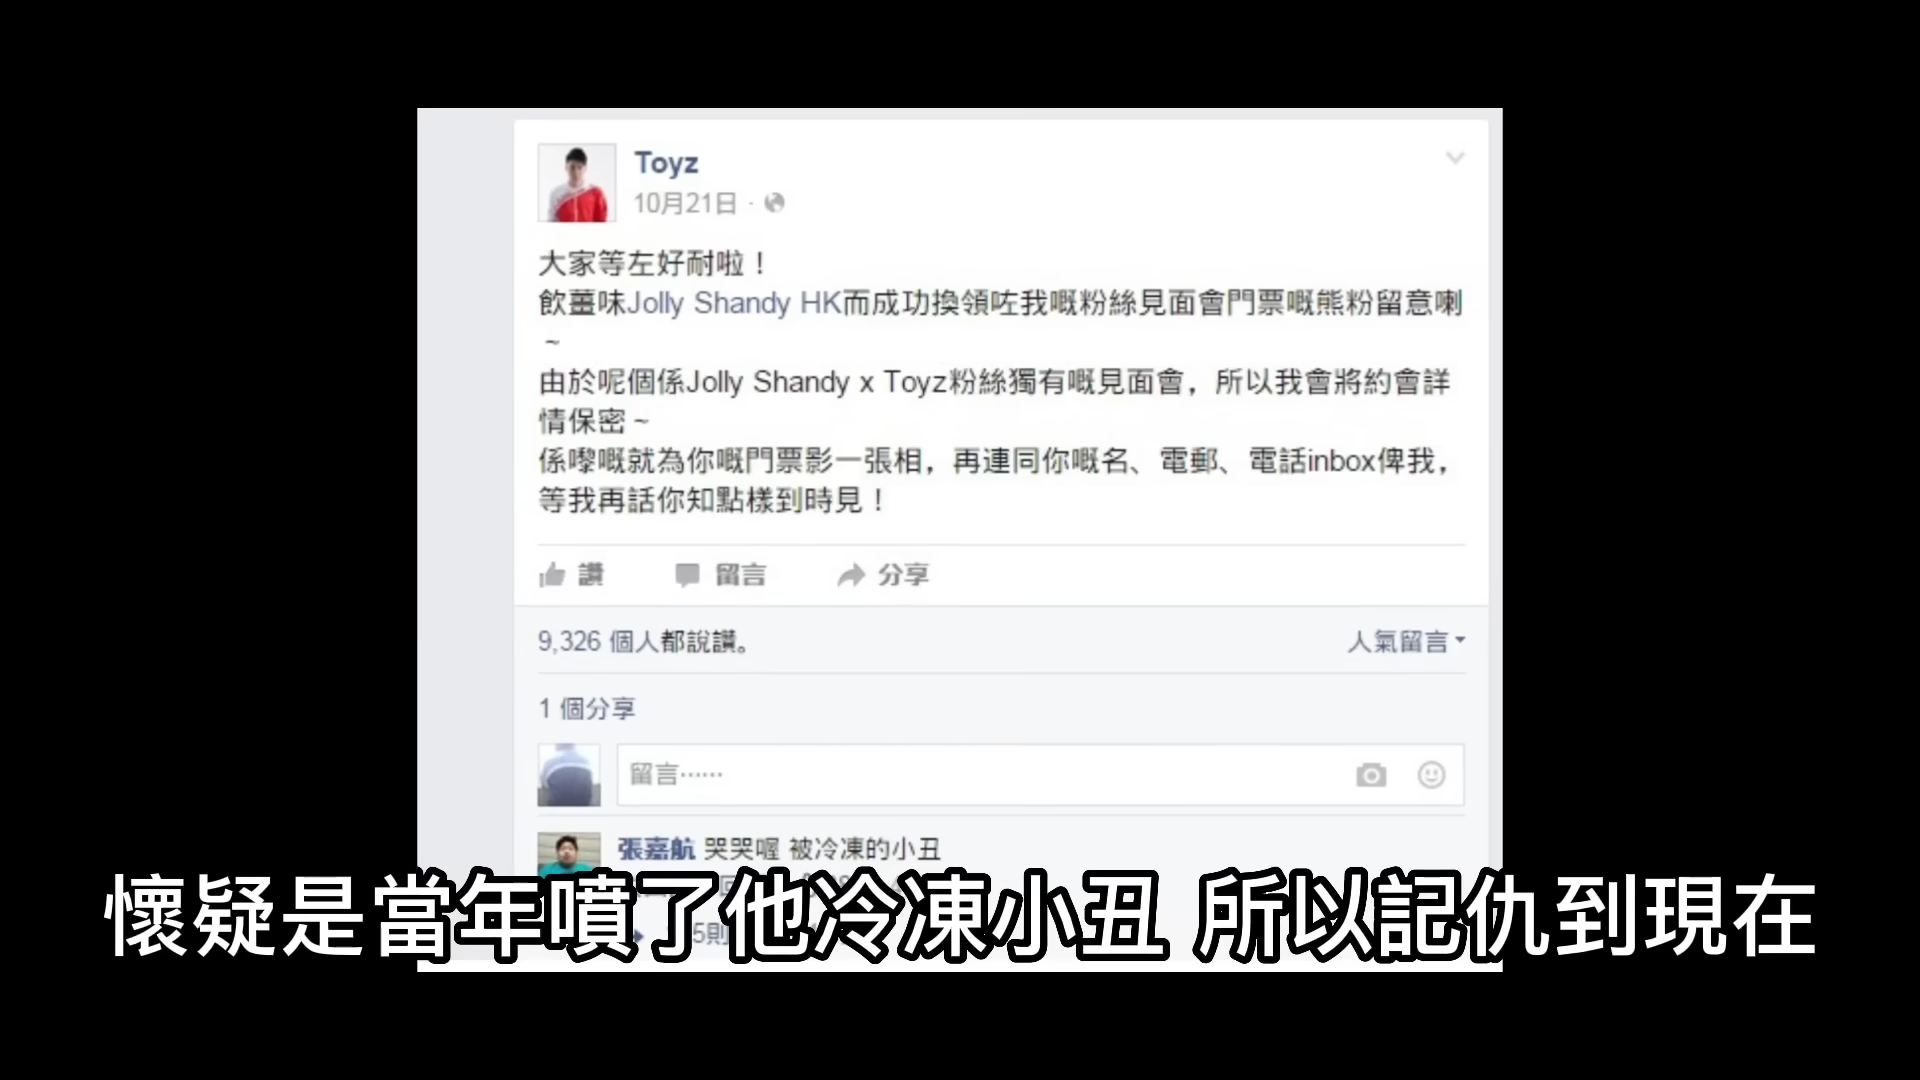 Toyz
10月21日 ·
大家等左好耐啦！
飲薑味Jolly Shandy HK而成功換領咗我嘅粉絲見面會門票嘅熊粉留意喇
~
由於呢個係Jolly Shandy x Toyz粉絲獨有嘅見面會，所以我會將約會詳
情保密~
係嚟嘅就為你嘅門票影一張相，再連同你嘅名、電郵、電話inbox俾我，
等我再話你知點樣到時見！
讚 留言 分享
9,326 個人都說讚。 人氣留言
1 個分享
留言……
張嘉航 哭哭喔 被冷凍的小丑
懷疑是當年噴了他冷凍小丑 所以記仇到現在